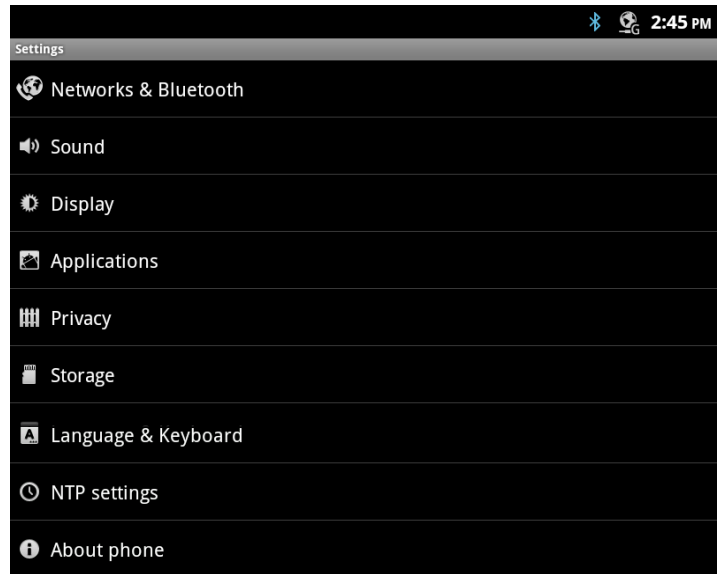 2:45 PM
Settings
Networks & Bluetooth
Sound
Display
Applications
Privacy
Storage
Language & Keyboard
NTP settings
About phone